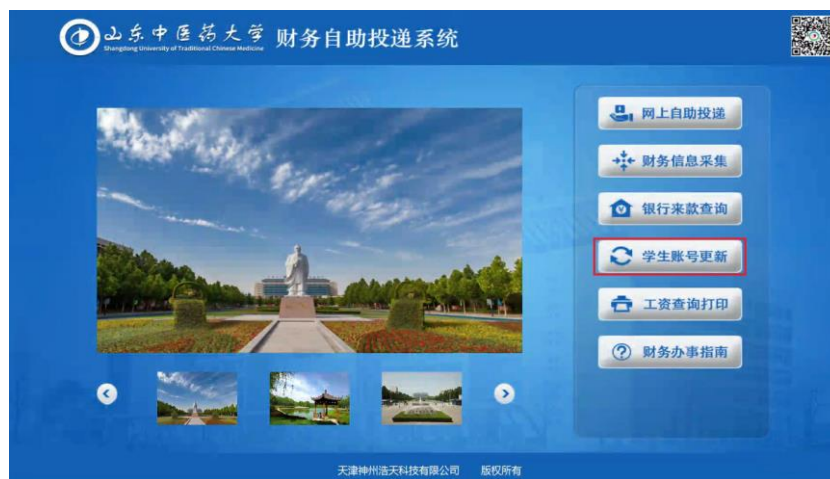 山东中医药大学
Shangdong University of Traditional Chinese Medicine
财务自助投递系统
网上自助投递
财务信息采集
银行来款查询
学生账号更新
工资查询打印
财务办事指南
天津神州浩天科技有限公司 版权所有